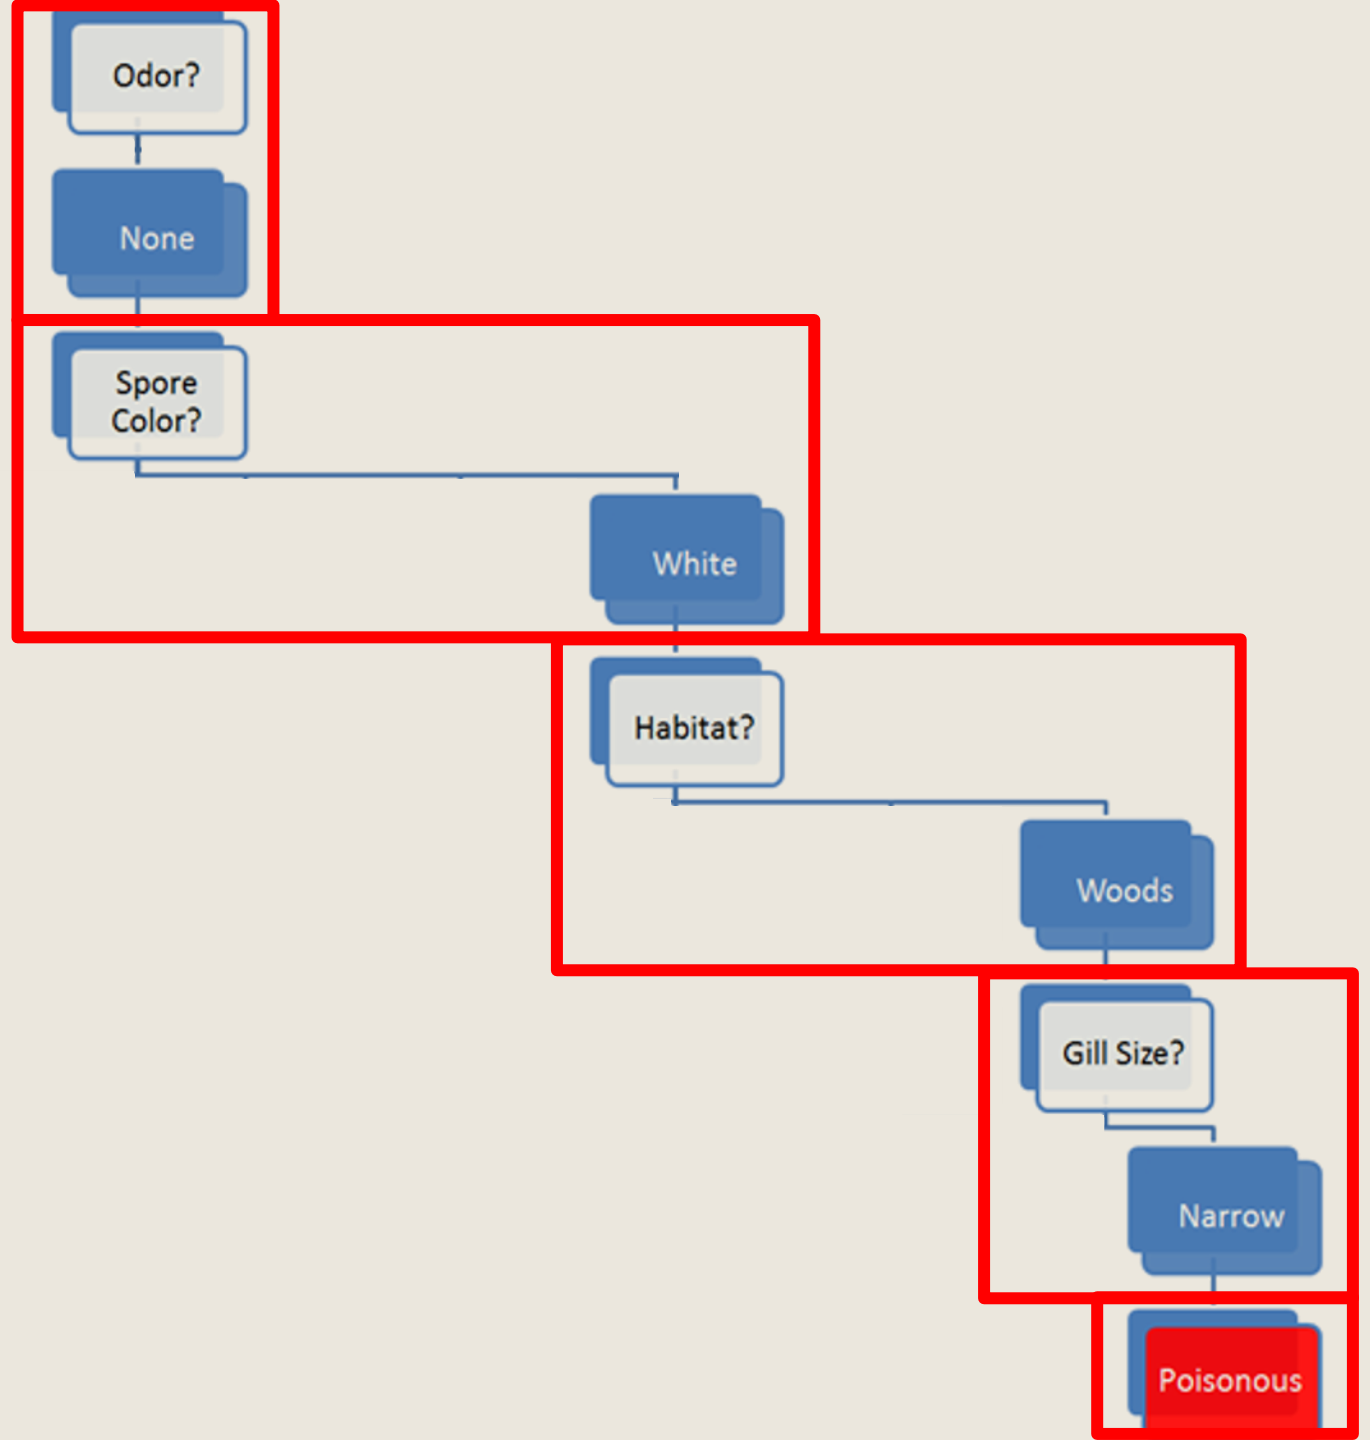 Odor?
None
Spore
Color?
White
Habitat?
Woods
Gill Size?
Narrow
Poisonous